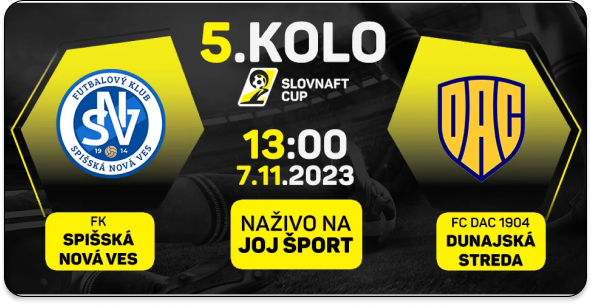 5.KOLO
SLOVNAFT
CUP
13:00
7.11.2023
FUTBALOVÝ KLUB
SNV
19 14
SPIŠSKÁ NOVÁ VES
DAC
FK
SPIŠSKÁ
NOVÁ VES
NAŽIVO NA
JOJ ŠPORT
FC DAC 1904
DUNAJSKÁ
STREDA